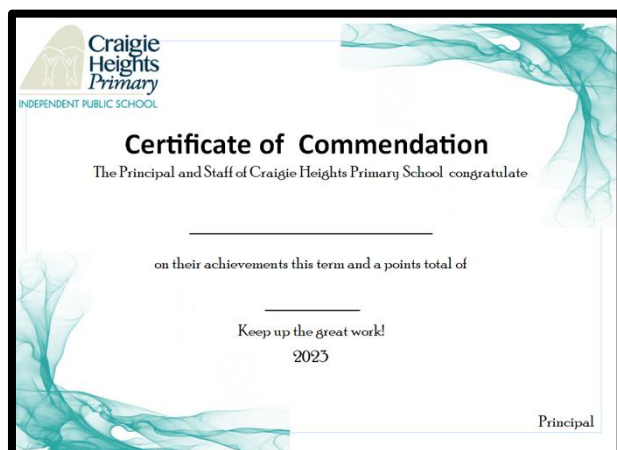 Craigie
Heights
Primary
INDEPENDENT PUBLIC SCHOOL
Certificate of Commendation
The Principal and Staff of Craigie Heights Primary School congratulate
on their achievements this term and a points total of
Keep up the great work!
2023
Principal